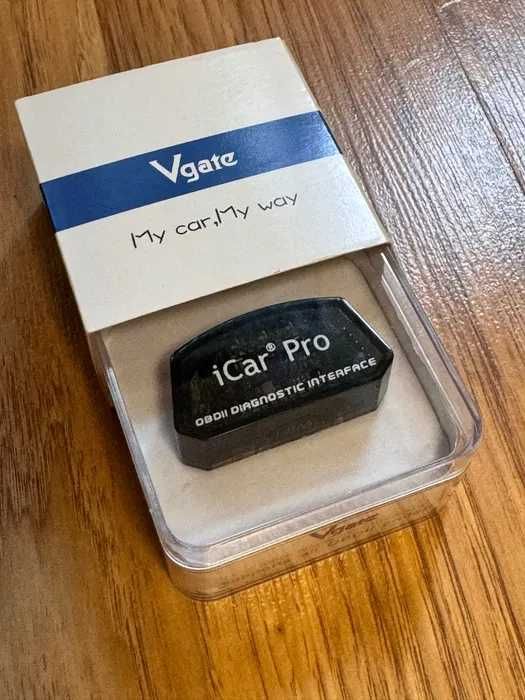 Vgate
My car,My way
iCar® Pro
OBDII DIAGNOSTIC INTERFACE
Vgate